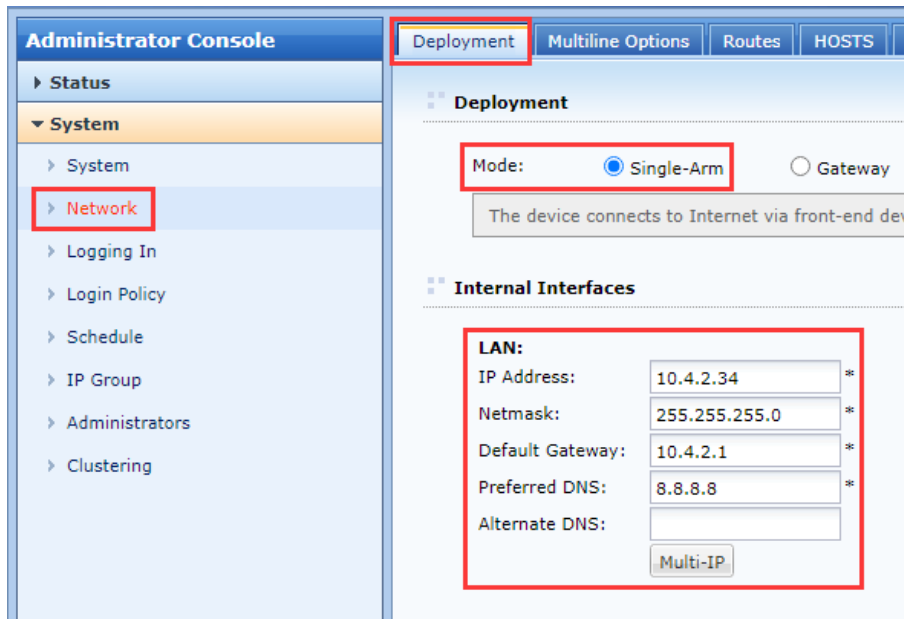 Administrator Console
Status
System
System
Network
Logging In
Login Policy
Schedule
IP Group
Administrators
Clustering
Deployment Multiline Options Routes HOSTS
Deployment
Mode: Single-Arm Gateway
The device connects to Internet via front-end
Internal Interfaces
LAN:
IP Address: 10.4.2.34 *
Netmask: 255.255.255.0 *
Default Gateway: 10.4.2.1 *
Preferred DNS: 8.8.8.8 *
Alternate DNS:
Multi-IP